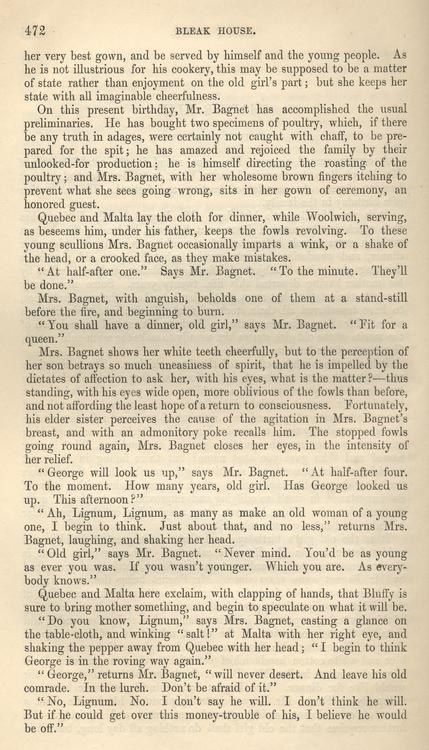 472 BLEAK HOUSE.
her very best gown, and be served by himself and the young people. As
he is not illustrious for his cookery, this may be supposed to be a matter
of state rather than enjoyment on the old girl's part; but she keeps her
state with all imaginable cheerfulness.
On this present birthday, Mr. Bagnet has accomplished the usual
preliminaries. He has bought two specimens of poultry, which, if there
be any truth in adages, were certainly not caught with chaff, to be pre-
pared for the spit; he has amazed and rejoiced the family by their
unlooked-for production; he is himself directing the roasting of the
poultry; and Mrs. Bagnet, with her wholesome brown fingers itching to
prevent what she sees going wrong, sits in her gown of ceremony, an
honored guest.
Quebec and Malta lay the cloth for dinner, while Woolwich, serving,
as beseems him, under his father, keeps the fowls revolving. To these
young scullions Mrs. Bagnet occasionally imparts a wink, or a shake of
the head, or a crooked face, as they make mistakes.
"At half-after one." Says Mr. Bagnet. "To the minute. They'll
be done."
Mrs. Bagnet, with anguish, beholds one of them at a stand-still
before the fire, and beginning to burn.
"You shall have a dinner, old girl," says Mr. Bagnet. "Fit for a
queen."
Mrs. Bagnet shows her white teeth cheerfully, but to the perception of
her son betrays so much uneasiness of spirit, that he is impelled by the
dictates of affection to ask her, with his eyes, what is the matter?—thus
standing, with his eyes wide open, more oblivious of the fowls than before,
and not affording the least hope of a return to consciousness. Fortunately,
his elder sister perceives the cause of the agitation in Mrs. Bagnet's
breast, and with an admonitory poke recalls him. The stopped fowls
going round again, Mrs. Bagnet closes her eyes, in the intensity of
her relief.
"George will look us up," says Mr. Bagnet. "At half-after four.
To the moment. How many years, old girl. Has George looked us
up. This afternoon?"
"Ah, Lignum, Lignum, as many as make an old woman of a young
one, I begin to think. Just about that, and no less," returns Mrs.
Bagnet, laughing, and shaking her head.
"Old girl," says Mr. Bagnet. "Never mind. You'd be as young
as ever you was. If you wasn't younger. Which you are. As every-
body knows."
Quebec and Malta here exclaim, with clapping of hands, that Bluffy is
sure to bring mother something, and begin to speculate on what it will be.
"Do you know, Lignum," says Mrs. Bagnet, casting a glance on
the table-cloth, and winking "salt!" at Malta with her right eye, and
shaking the pepper away from Quebec with her head; "I begin to think
George is in the roving way again."
"George," returns Mr. Bagnet, "will never desert. And leave his old
comrade. In the lurch. Don't be afraid of it."
"No, Lignum. No. I don't say he will. I don't think he will.
But if he could get over this money-trouble of his, I believe he would
be off."